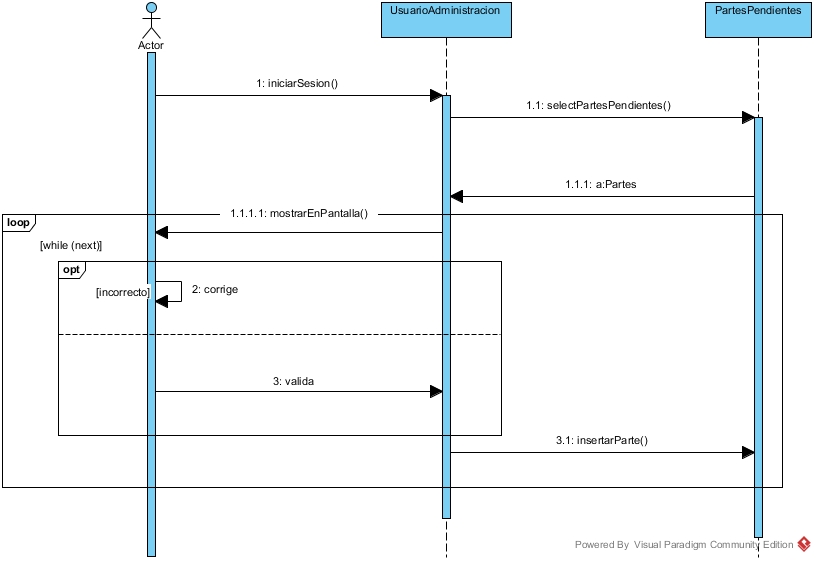 UsuarioAdministracion
PartesPendientes
Actor
1: iniciarSesion()
1.1: selectPartesPendientes()
1.1.1: a:Partes
1.1.1.1: mostrarEnPantalla()
loop
[while (next)]
opt
[incorrecto]
2: corrige
3: valida
3.1: insertarParte()
Powered By Visual Paradigm Community Edition